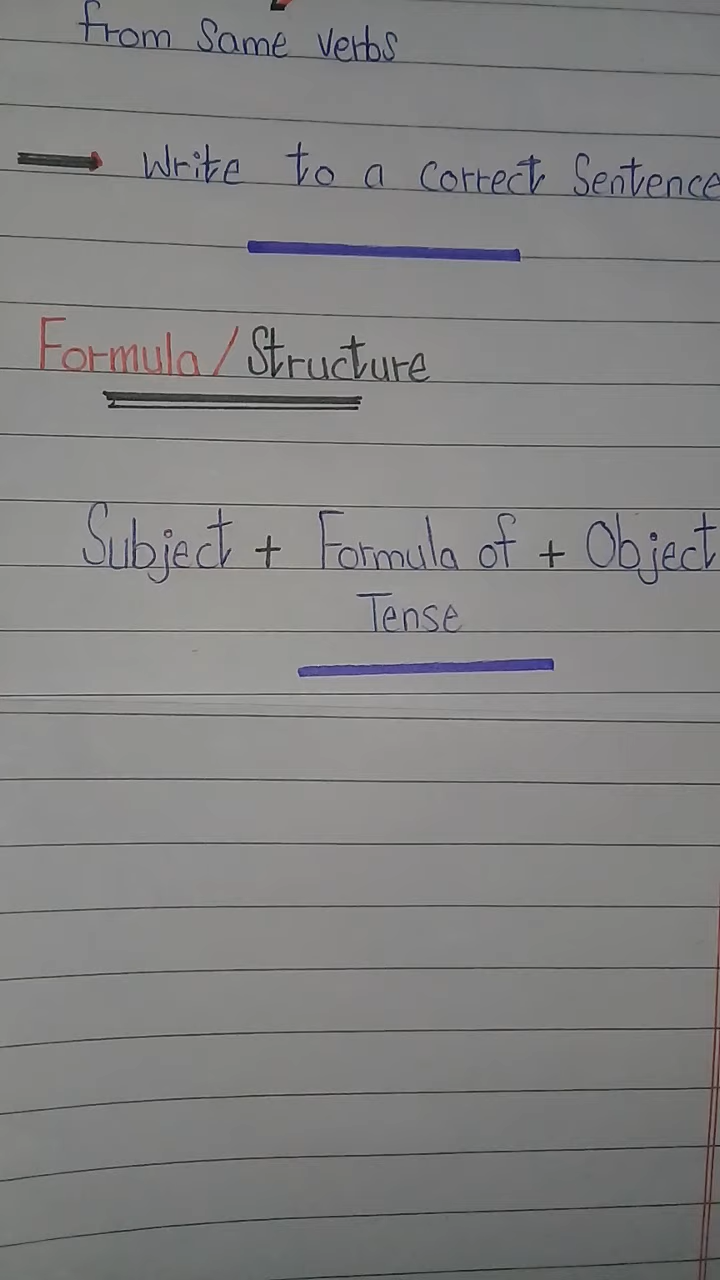 from same verbs
Write to a correct Sentence
Formula/Structure
Subject + Formula of + Object
Tense